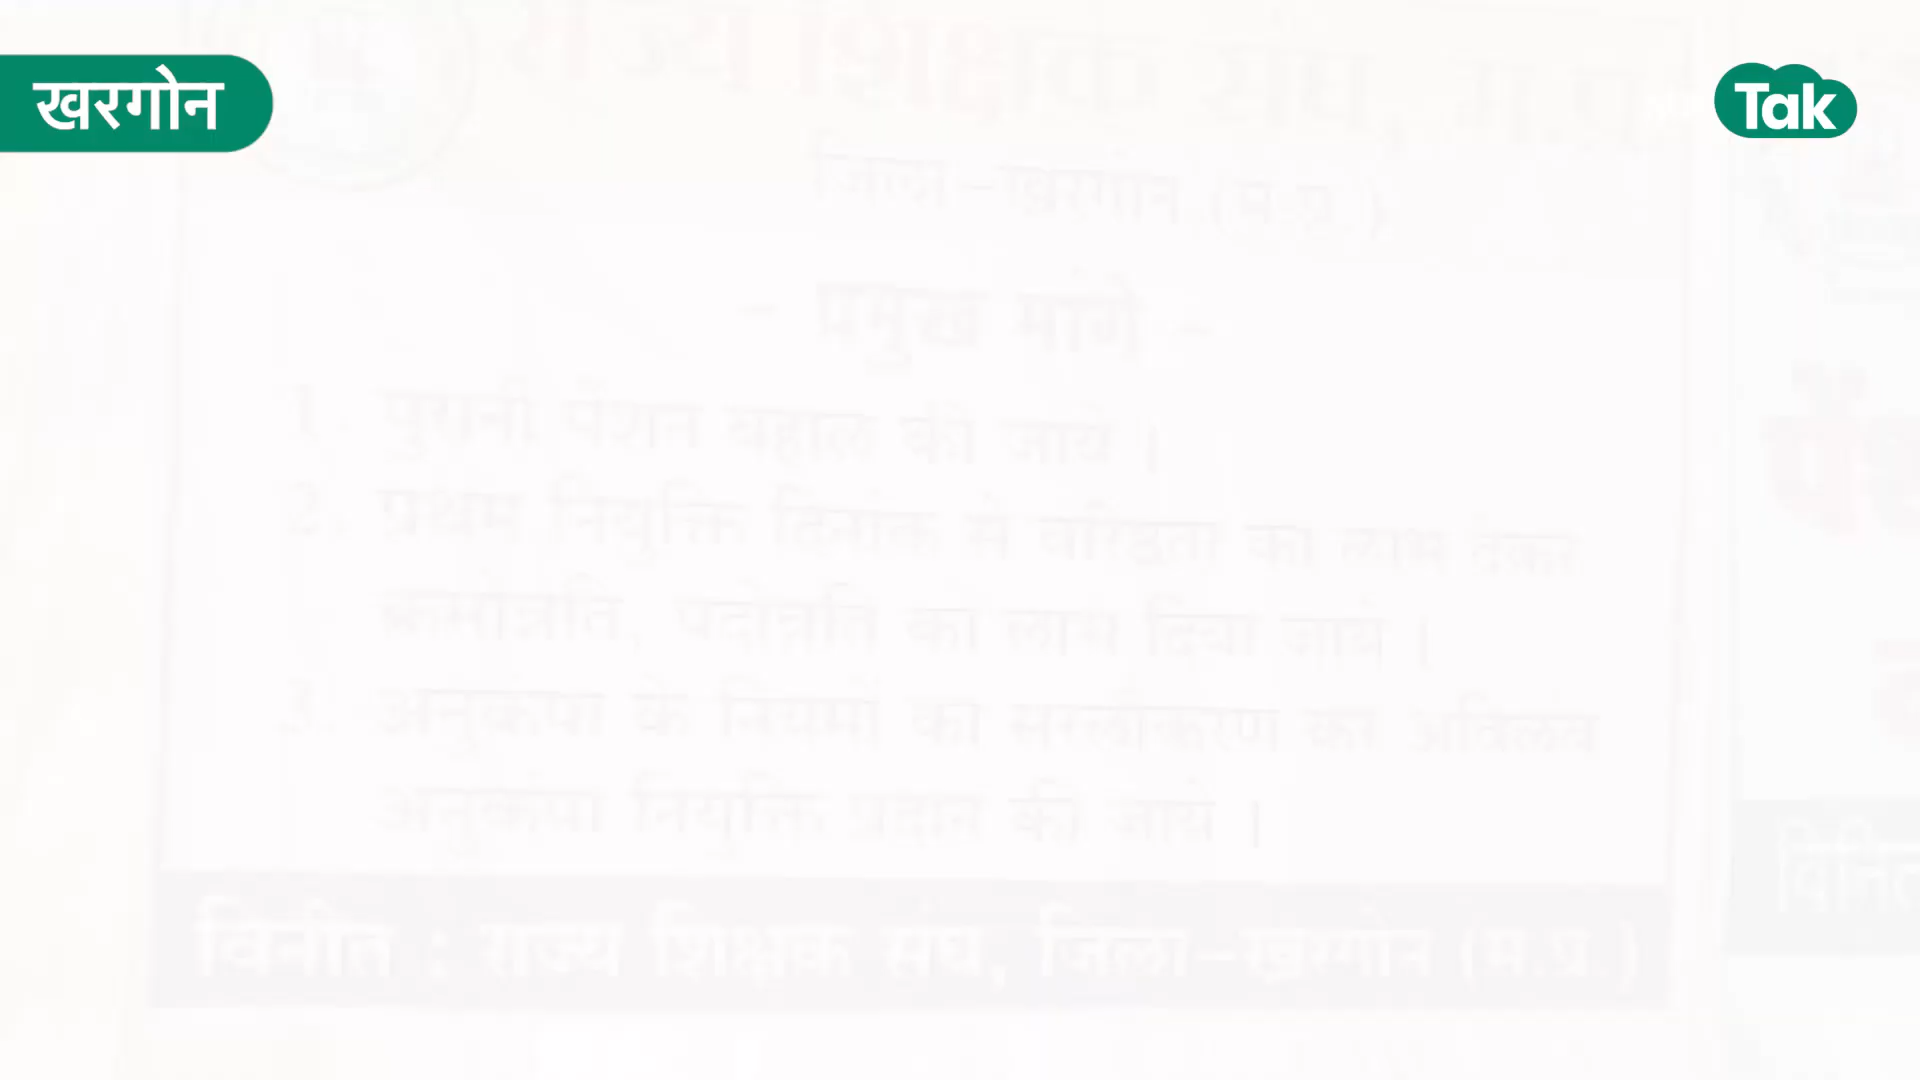 खरगोन
Tak
राज्य शिक्षक संघ, म.प्र.
जिला-खरगोन (म.प्र.)
- प्रमुख मांगे -
1. पुरानी पेंशन बहाल की जाये ।
2. प्रथम नियुक्ति दिनांक से वरिष्ठता का लाभ देकर
क्रमोन्नति, पदोन्नति का लाभ दिया जाये ।
3. अनुकंपा के नियमों का सरलीकरण कर अविलंब
अनुकंपा नियुक्ति प्रदान की जाये ।
विनीत : राज्य शिक्षक संघ, जिला-खरगोन (म.प्र.)